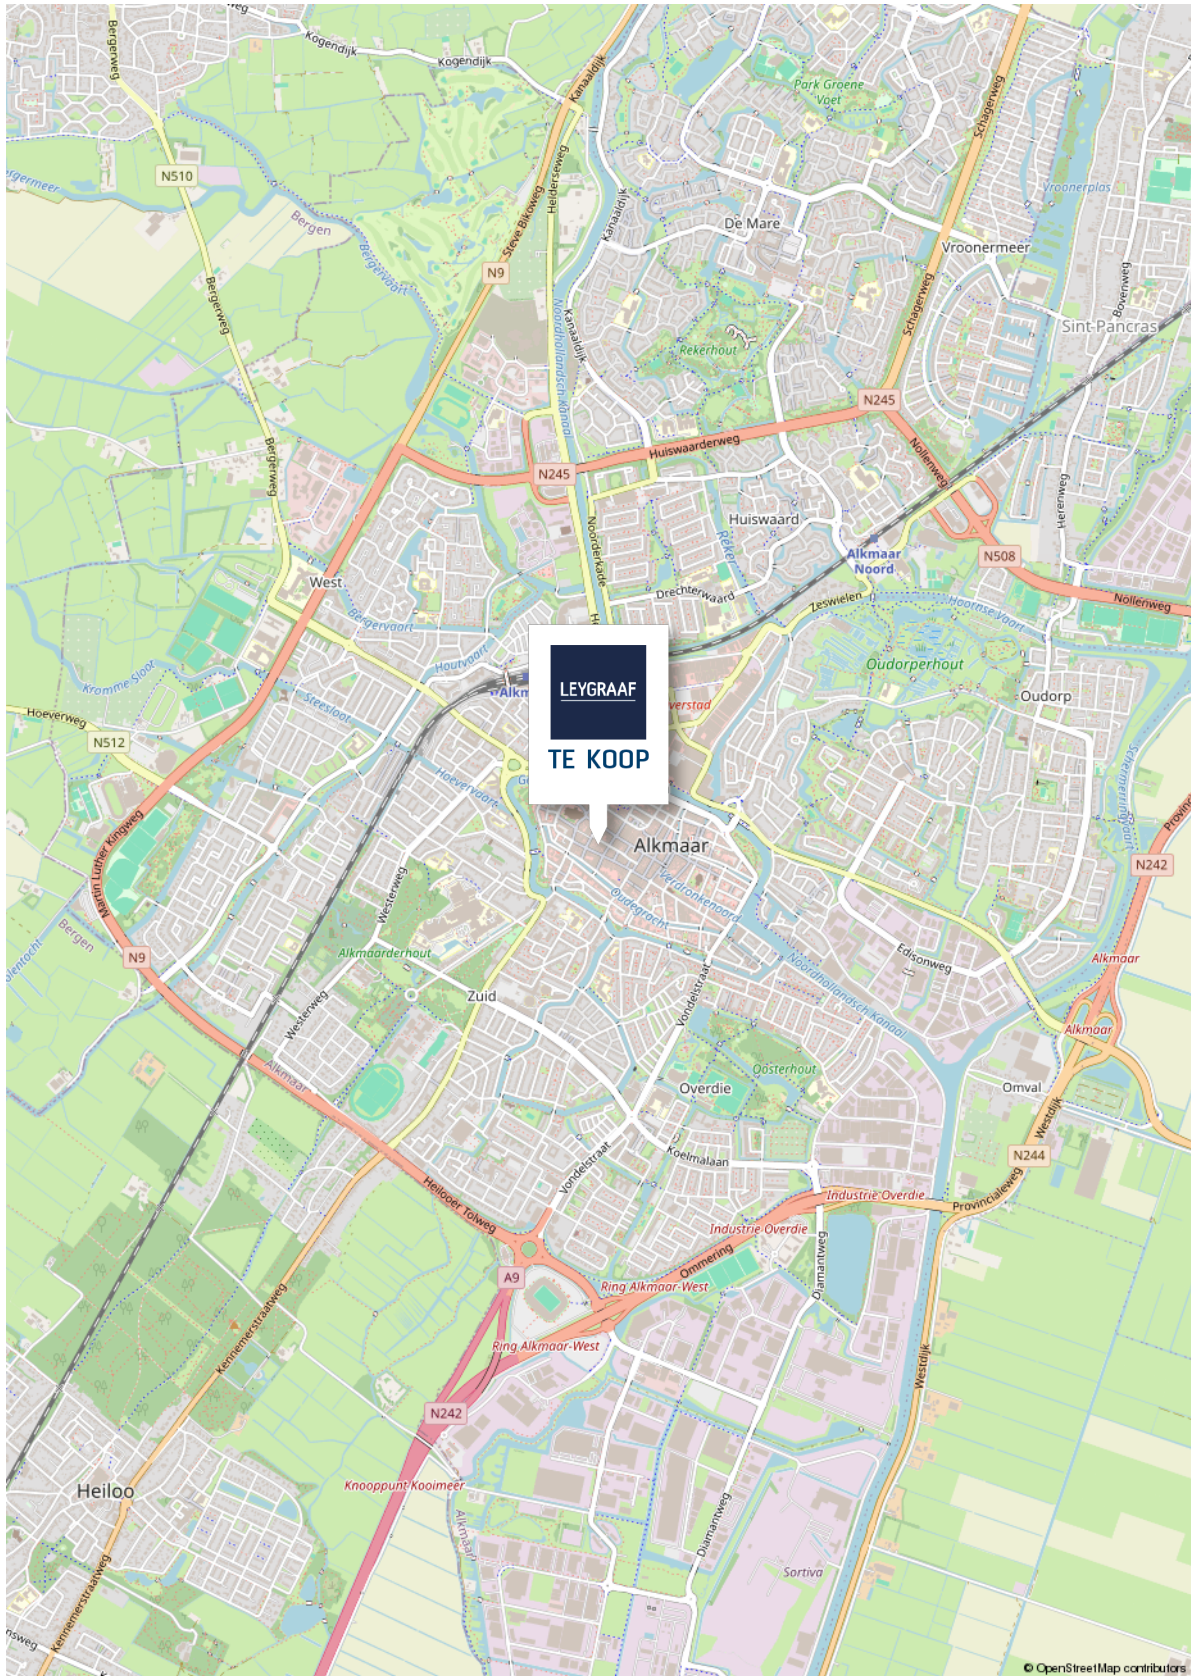 Kogendijk
Kogendijk
Kanaaldijk
Bergerweg
Park Groene
Voet
Schagerweg
N510
Helderseweg
Kanaaldijk
Vroonerplas
Bergen
Steve Bikoweg
De Mare
Vroonermeer
Bergervaart
N9
Bovenweg
Bergerweg
Noordhollandsch Kanaal
Kanaaldijk
Schagerweg
Sint-Pancras
Rekerhout
N245
Bergerweg
Huiswaarderweg
Nollenweg
N245
Herenweg
Noorderkade
Huiswaard
Reker
Alkmaar
Noord
N508
West
Drechterwaard
Zeswielen
Hoornse Vaart
Nollenweg
Bergervaart
Houtvaart
Oudorperhout
Kromme Sloot
LEYGRAAF
Steesloot
Oudorp
Hoeverweg
N512
TE KOOP
Schermerringvaart
Hoevervaart
Martin Luther Kingweg
Alkmaar
N242
Westerweg
Verdronkenoord
Oudegracht
Bergen
Alkmaarderhout
Edisonweg
N9
Noordhollandsch Kanaal
Alkmaar
Zuid
Vondelstraat
Westerweg
Alkmaar
Alkmaar
Oosterhout
Overdie
Omval
Westdijk
Vondelstraat
Koelmalaan
N244
Heilooer Tolweg
Industrie Overdie
Provincialeweg
Industrie Overdie
Diamantweg
Ommering
A9
Ring Alkmaar-West
Kennemerstraatweg
Ring Alkmaar-West
Westdijk
N242
Knooppunt Kooimeer
Heiloo
Alkmaar
Diamantweg
Sortiva
Kennemerstraatweg
© OpenStreetMap contributors